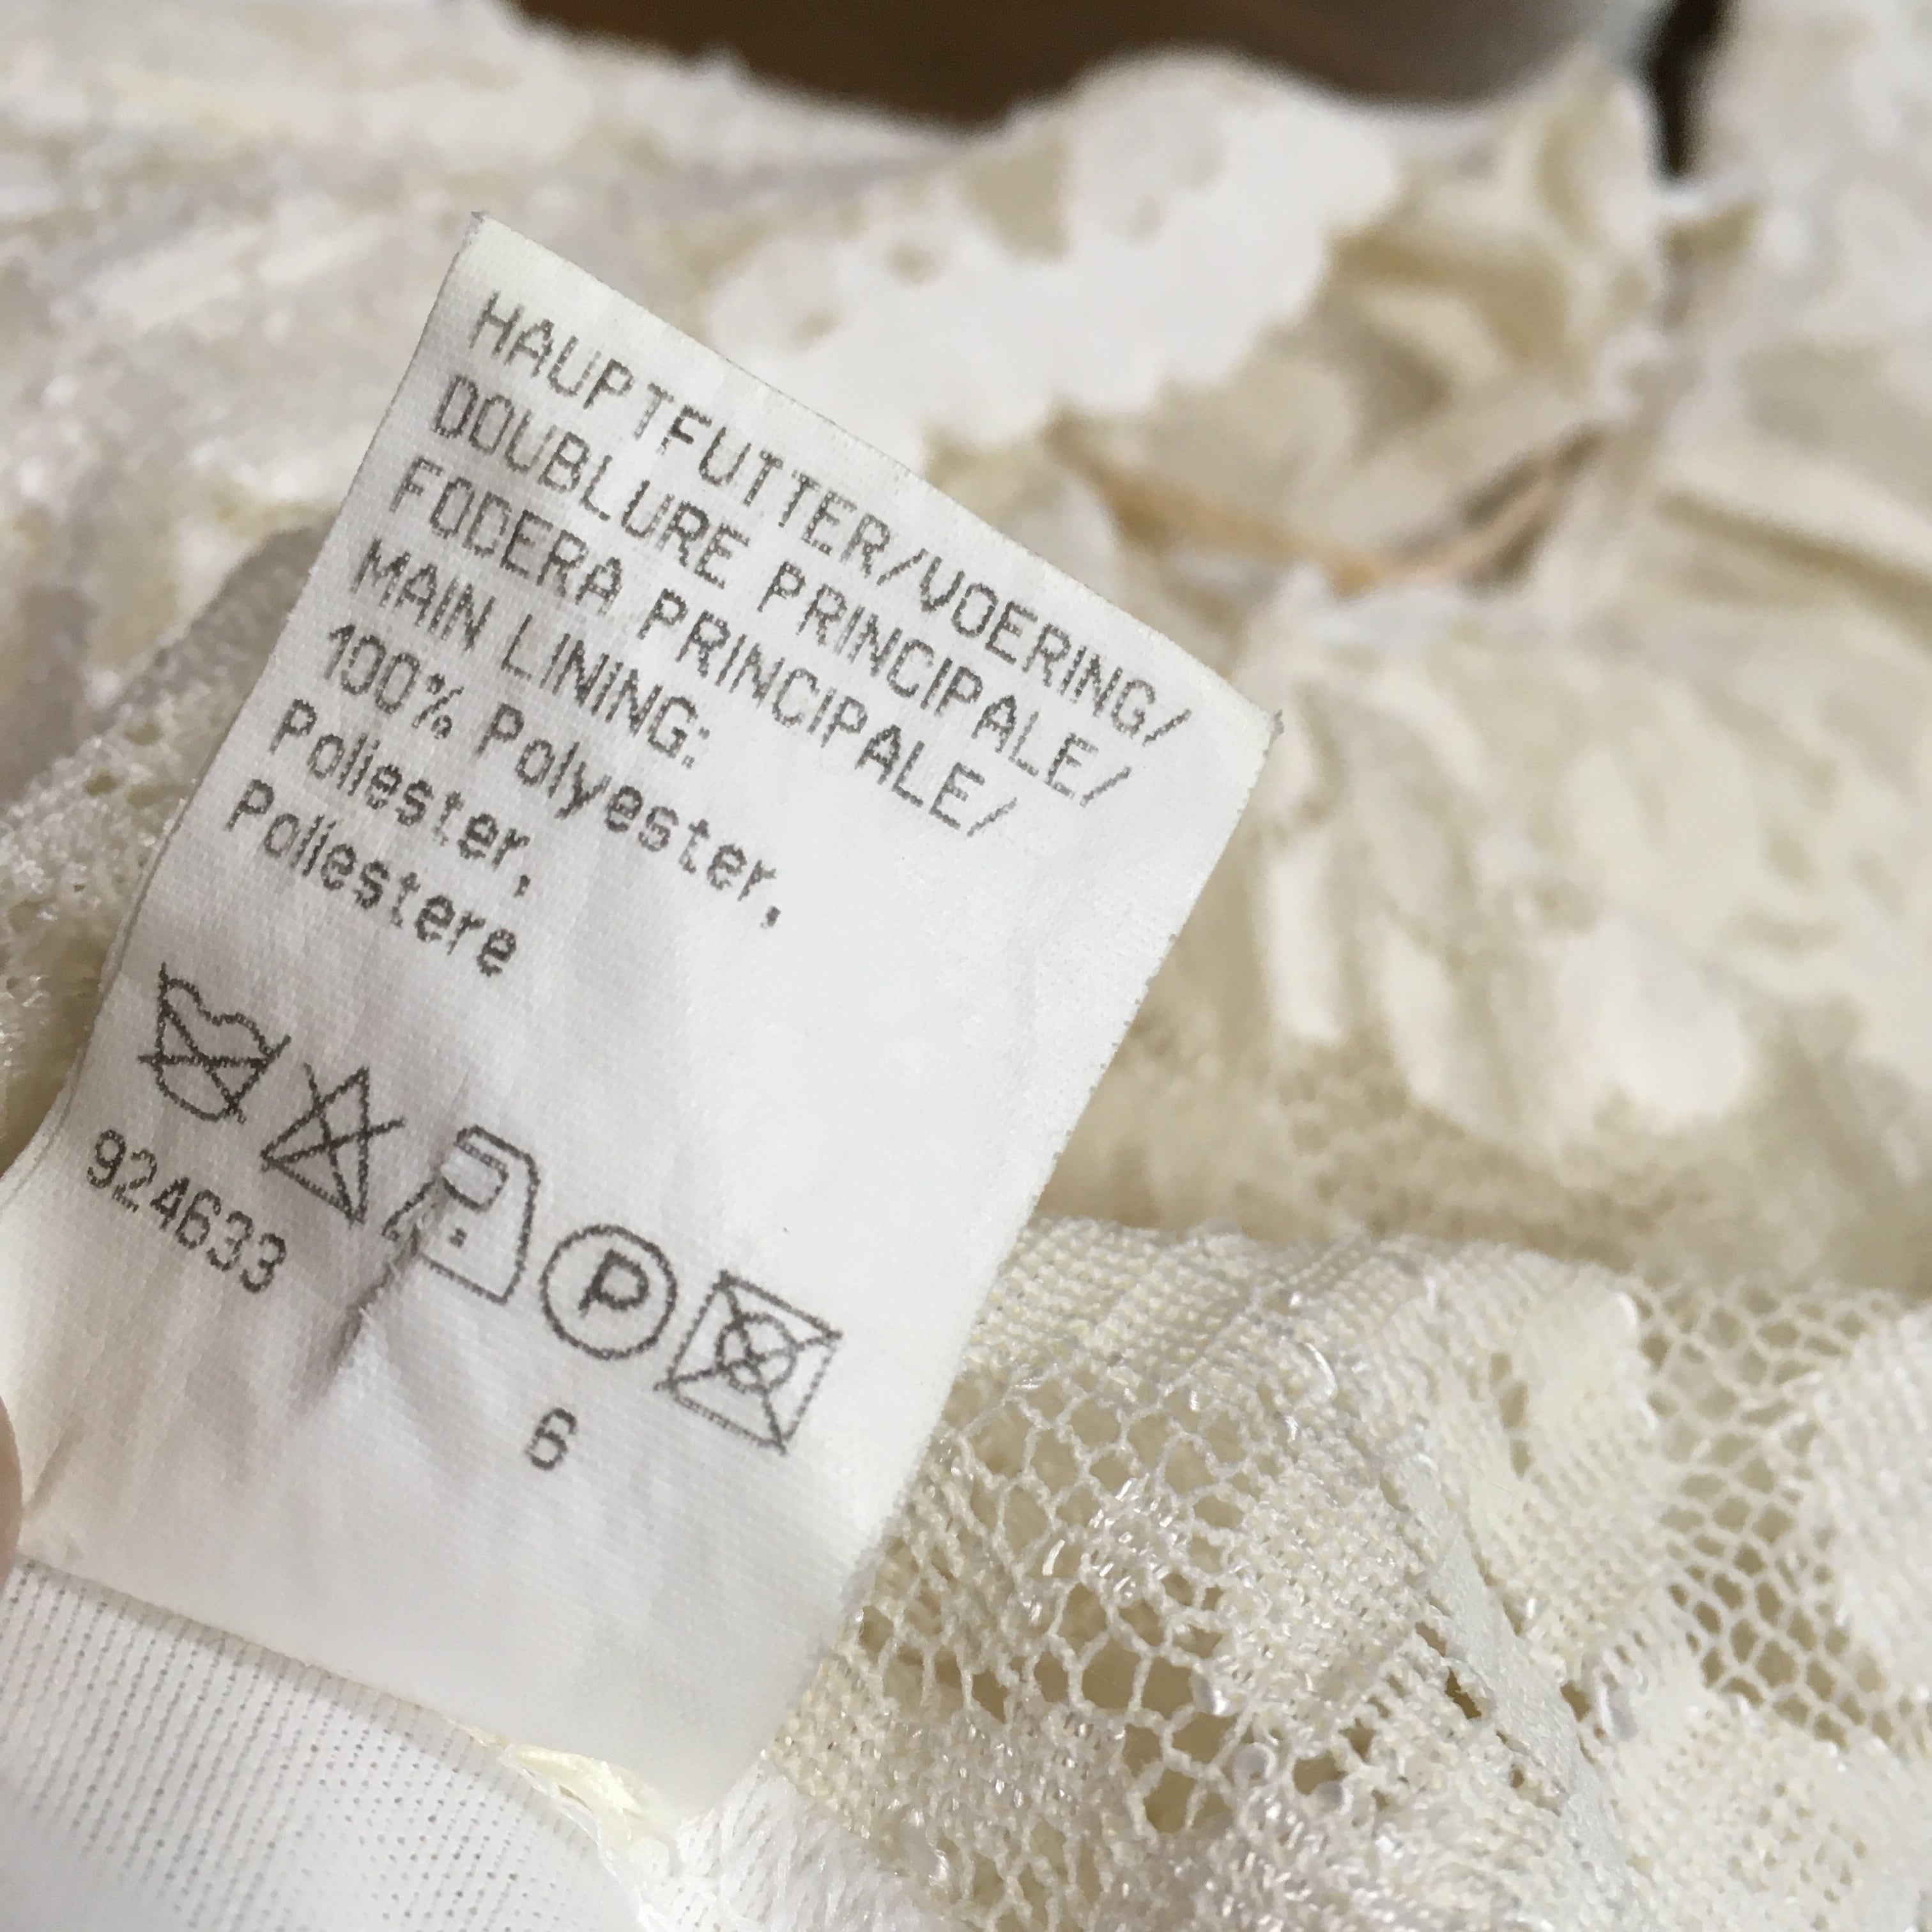 HAUPTFUTTER/VOERING/
DOUBLURE PRINCIPALE/
FODERA PRINCIPALE/
MAIN LINING:
100% Polyester,
Poliester,
Poliestere
P
924633
6